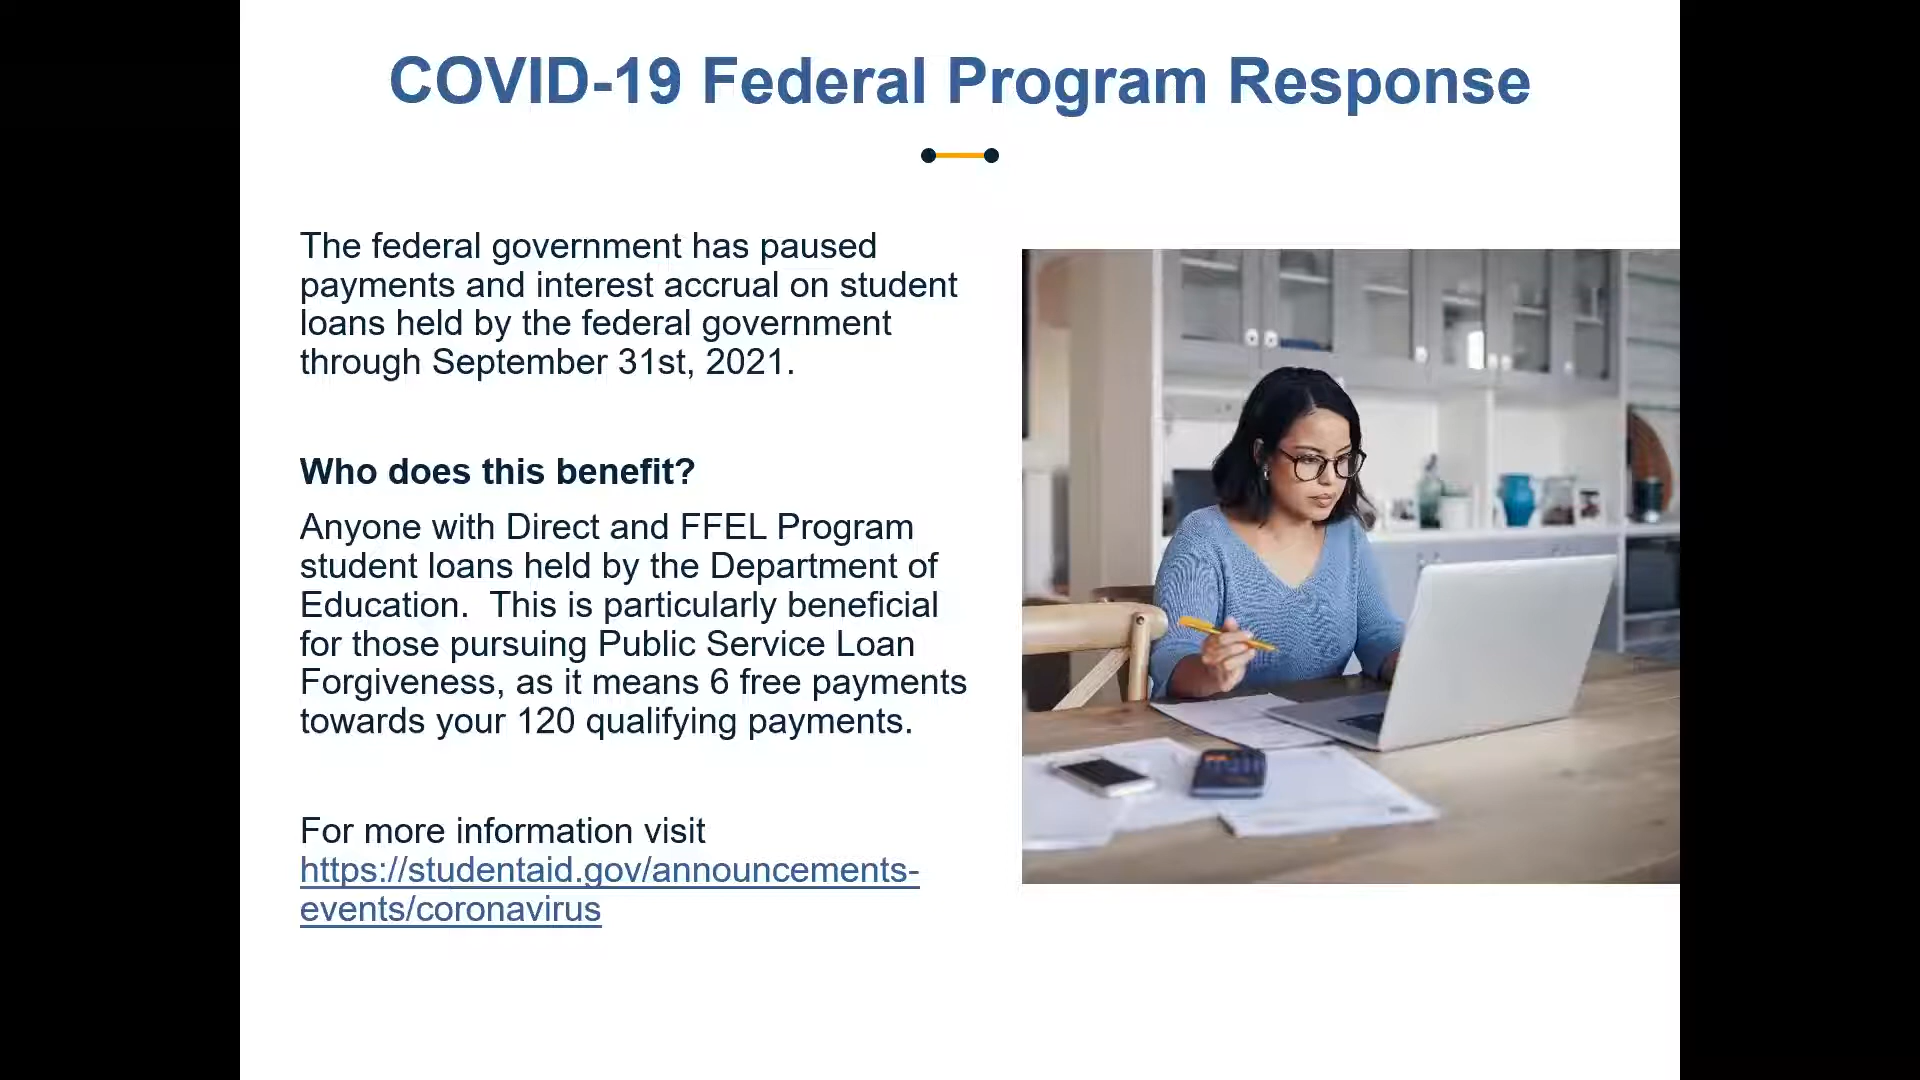 COVID-19 Federal Program Response
The federal government has paused
payments and interest accrual on student
loans held by the federal government
through September 31st, 2021.
Who does this benefit?
Anyone with Direct and FFEL Program
student loans held by the Department of
Education.  This is particularly beneficial
for those pursuing Public Service Loan
Forgiveness, as it means 6 free payments
towards your 120 qualifying payments.
For more information visit
https://studentaid.gov/announcements-
events/coronavirus